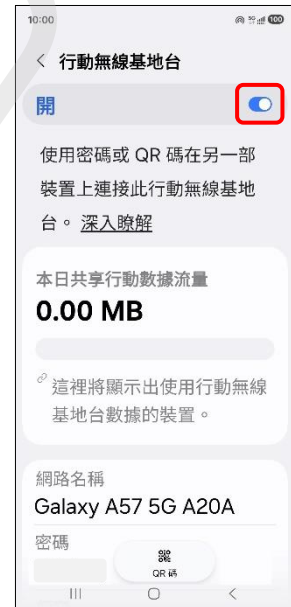 10:00
5G 100
行動無線基地台
開
使用密碼或 QR 碼在另一部
裝置上連接此行動無線基地
台。深入瞭解
本日共享行動數據流量
0.00 MB
這裡將顯示出使用行動無線
基地台數據的裝置。
網路名稱
Galaxy A57 5G A20A
密碼
QR 碼